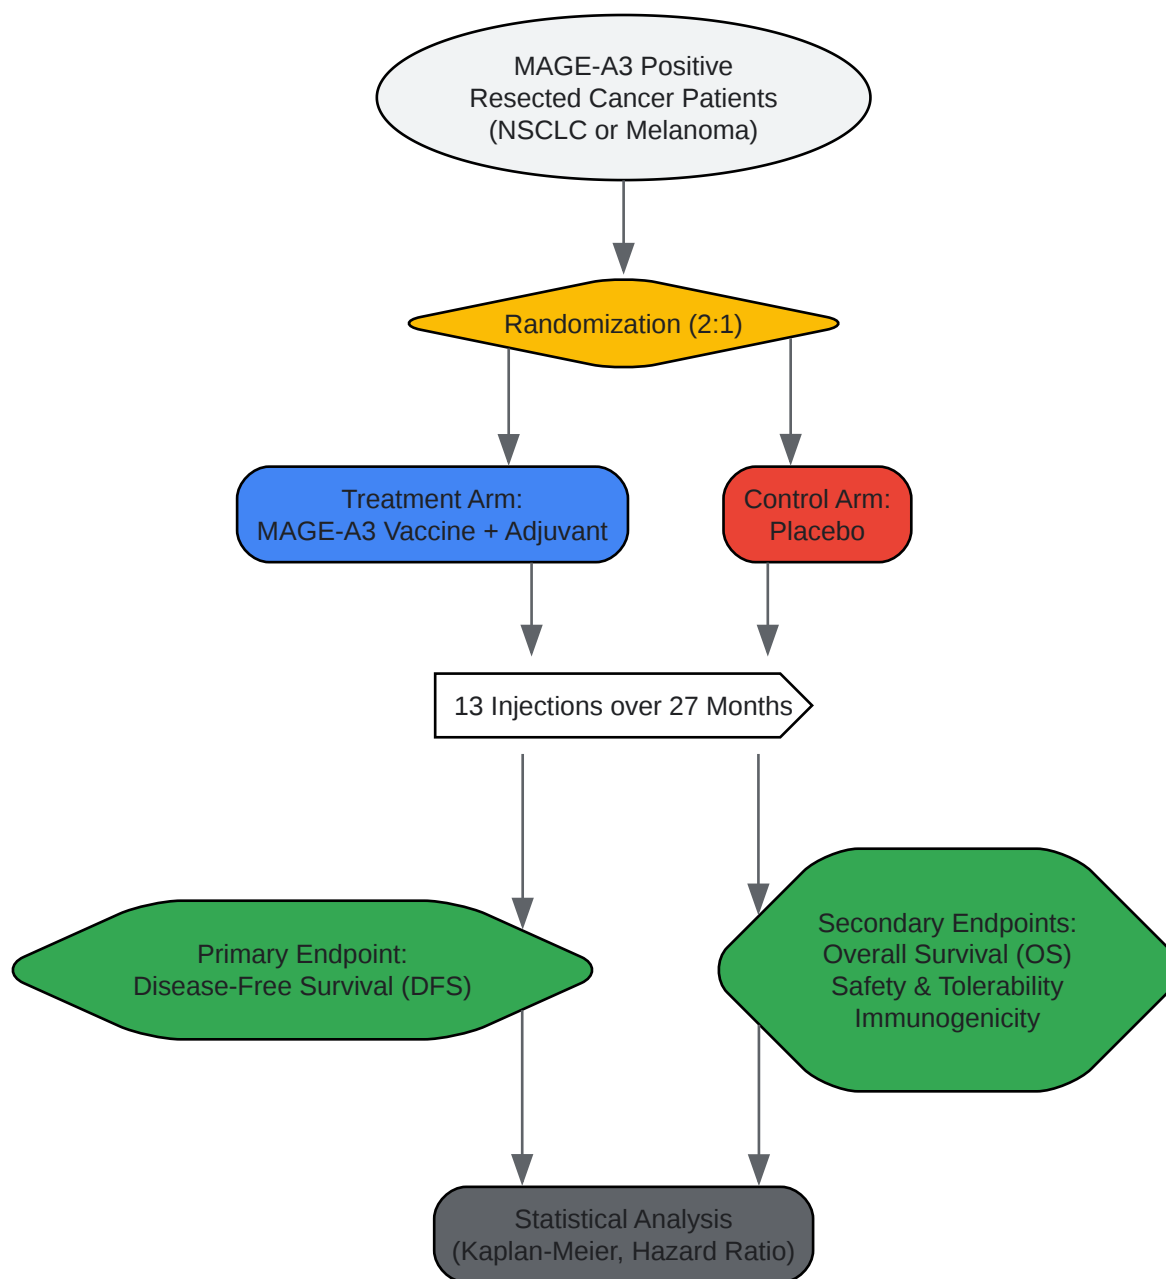 MAGE-A3 Positive
Resected Cancer Patients
(NSCLC or Melanoma)
Randomization (2:1)
Treatment Arm:
MAGE-A3 Vaccine + Adjuvant
Control Arm:
Placebo
13 Injections over 27 Months
Primary Endpoint:
Disease-Free Survival (DFS)
Secondary Endpoints:
Overall Survival (OS)
Safety & Tolerability
Immunogenicity
Statistical Analysis
(Kaplan-Meier, Hazard Ratio)